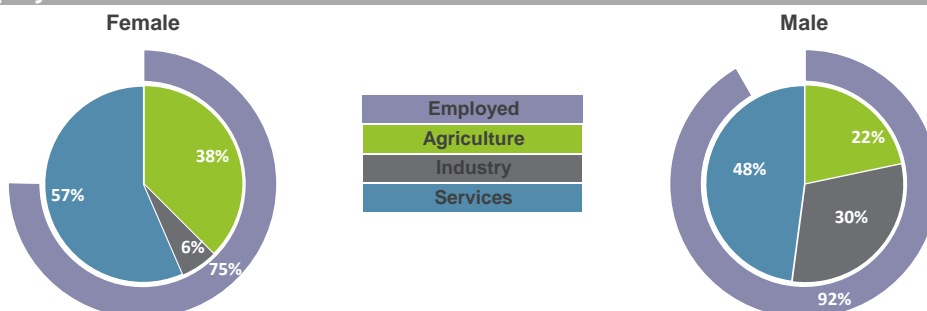 Female
Male
Employed
Agriculture
Industry
Services
38%
57%
6%
75%
22%
48%
30%
92%